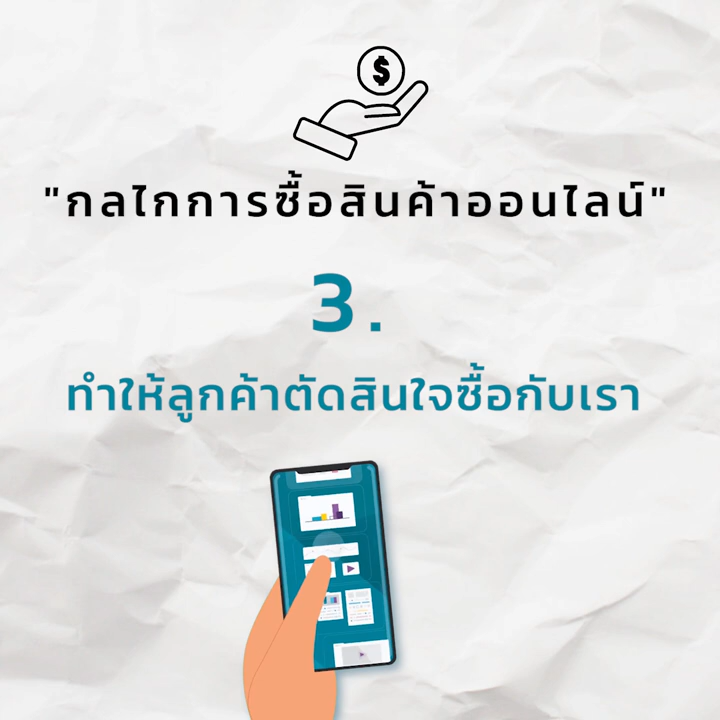 "กลไกการซื้อสินค้าออนไลน์"
3.
ทำให้ลูกค้าตัดสินใจซื้อกับเรา